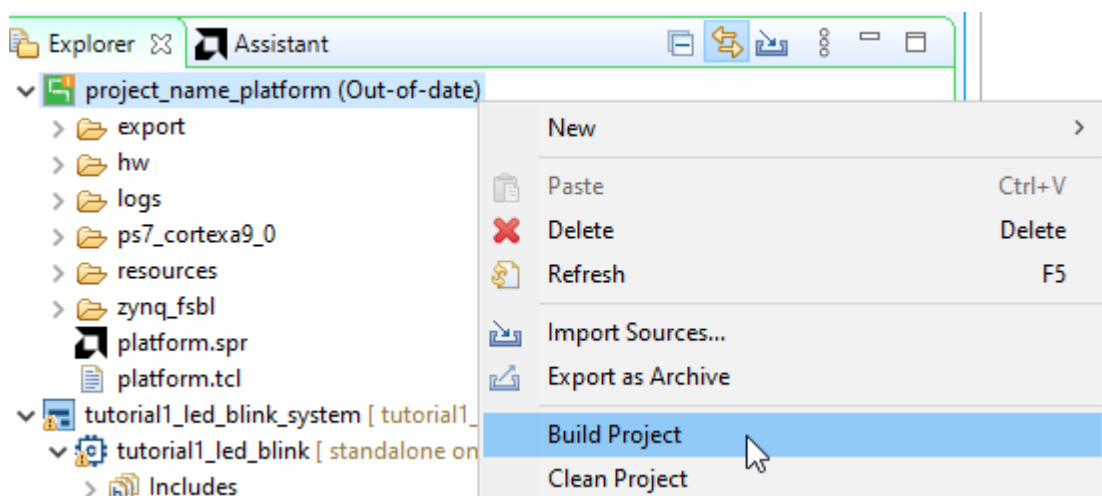 Explorer Assistant
project_name_platform (Out-of-date)
export
hw
logs
ps7_cortexa9_0
resources
zynq_fsbl
platform.spr
platform.tcl
tutorial1_led_blink_system [ tutorial1_
tutorial1_led_blink [ standalone on
Includes
New
Paste Ctrl+V
Delete Delete
Refresh F5
Import Sources...
Export as Archive
Build Project
Clean Project